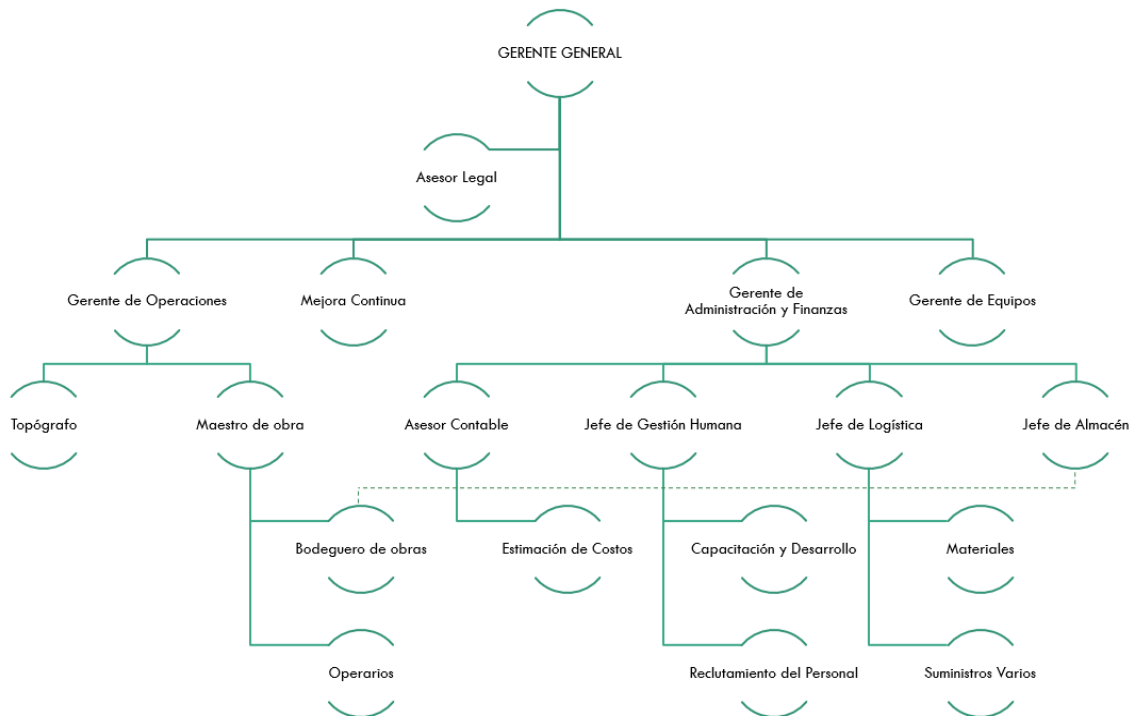 GERENTE GENERAL
Asesor Legal
Gerente de Operaciones
Mejora Continua
Gerente de
Administración y Finanzas
Gerente de Equipos
Topógrafo
Maestro de obra
Asesor Contable
Jefe de Gestión Humana
Jefe de Logística
Jefe de Almacén
Bodeguero de obras
Estimación de Costos
Capacitación y Desarrollo
Materiales
Operarios
Reclutamiento del Personal
Suministros Varios